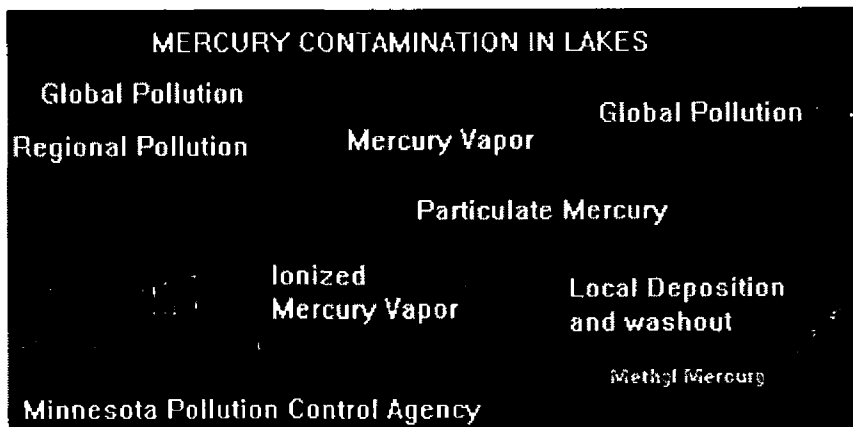 MERCURY CONTAMINATION IN LAKES
Global Pollution
Global Pollution
Regional Pollution
Mercury Vapor
Particulate Mercury
Ionized
Mercury Vapor
Local Deposition
and washout
Methyl Mercury
Minnesota Pollution Control Agency